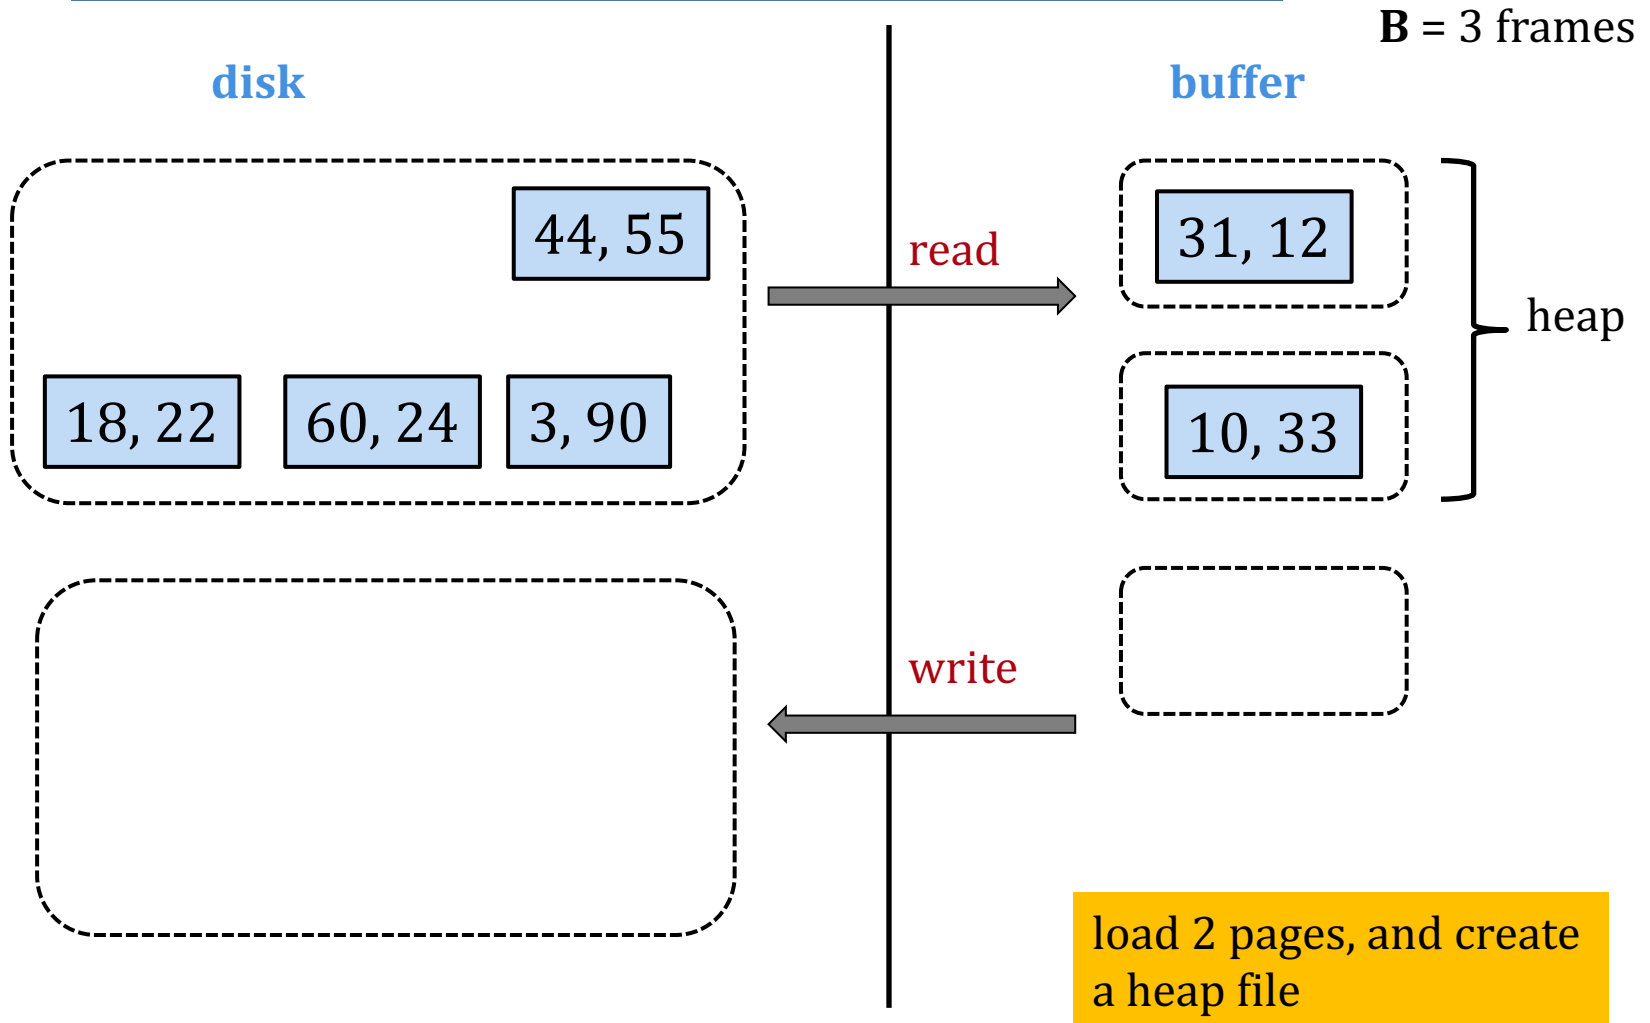 B = 3 frames
disk
buffer
44, 55
18, 22
60, 24
3, 90
read
31, 12
10, 33
heap
write
load 2 pages, and create
a heap file